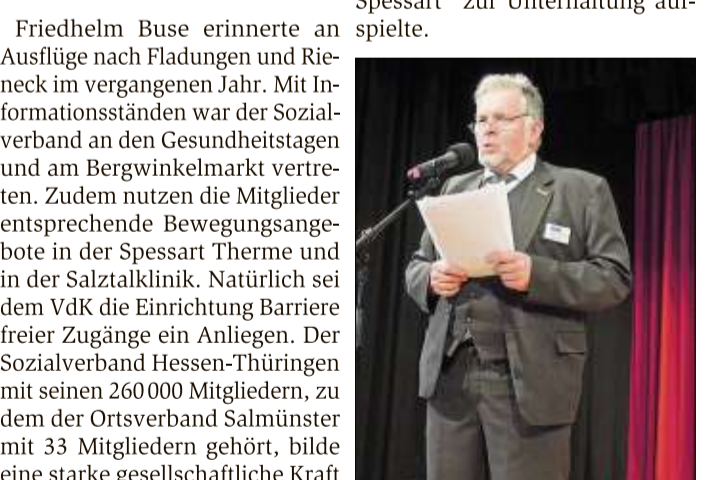 Friedhelm Buse erinnerte an
Ausflüge nach Fladungen und Rie-
neck im vergangenen Jahr. Mit In-
formationsständen war der Sozial-
verband an den Gesundheitstagen
und am Bergwinkelmarkt vertre-
ten. Zudem nutzen die Mitglieder
entsprechende Bewegungsange-
bote in der Spessart Therme und
in der Salztalklinik. Natürlich sei
dem VdK die Einrichtung Barriere
freier Zugänge ein Anliegen. Der
Sozialverband Hessen-Thüringen
mit seinen 260 000 Mitgliedern, zu
dem der Ortsverband Salmünster
mit 33 Mitgliedern gehört, bilde
eine starke gesellschaftliche Kraft
Spessart" zur Unterhaltung auf-
spielte.